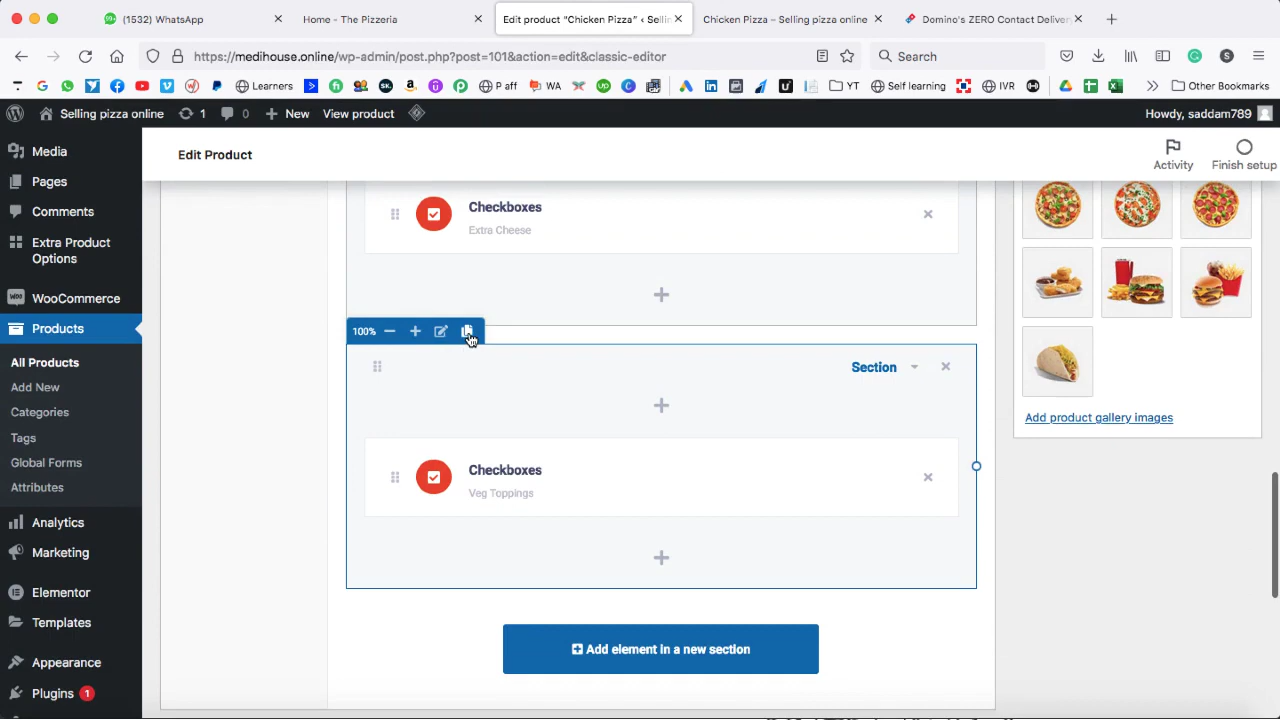 (1532) WhatsApp
Home - The Pizzeria
Edit product "Chicken Pizza" ‹ Sellin
Chicken Pizza – Selling pizza online
Domino's ZERO Contact Deliver
https://medihouse.online/wp-admin/post.php?post=101&action=edit&classic-editor
Search
Learners
P aff
WA
YT
Self learning
IVR
Other Bookmarks
Selling pizza online
1
0
New
View product
Howdy, saddam789
Media
Pages
Comments
Extra Product
Options
WooCommerce
Products
All Products
Add New
Categories
Tags
Global Forms
Attributes
Analytics
Marketing
Elementor
Templates
Appearance
Plugins 1
Edit Product
Activity
Finish setup
Checkboxes
Extra Cheese
100%
Section
Checkboxes
Veg Toppings
Add element in a new section
Add product gallery images